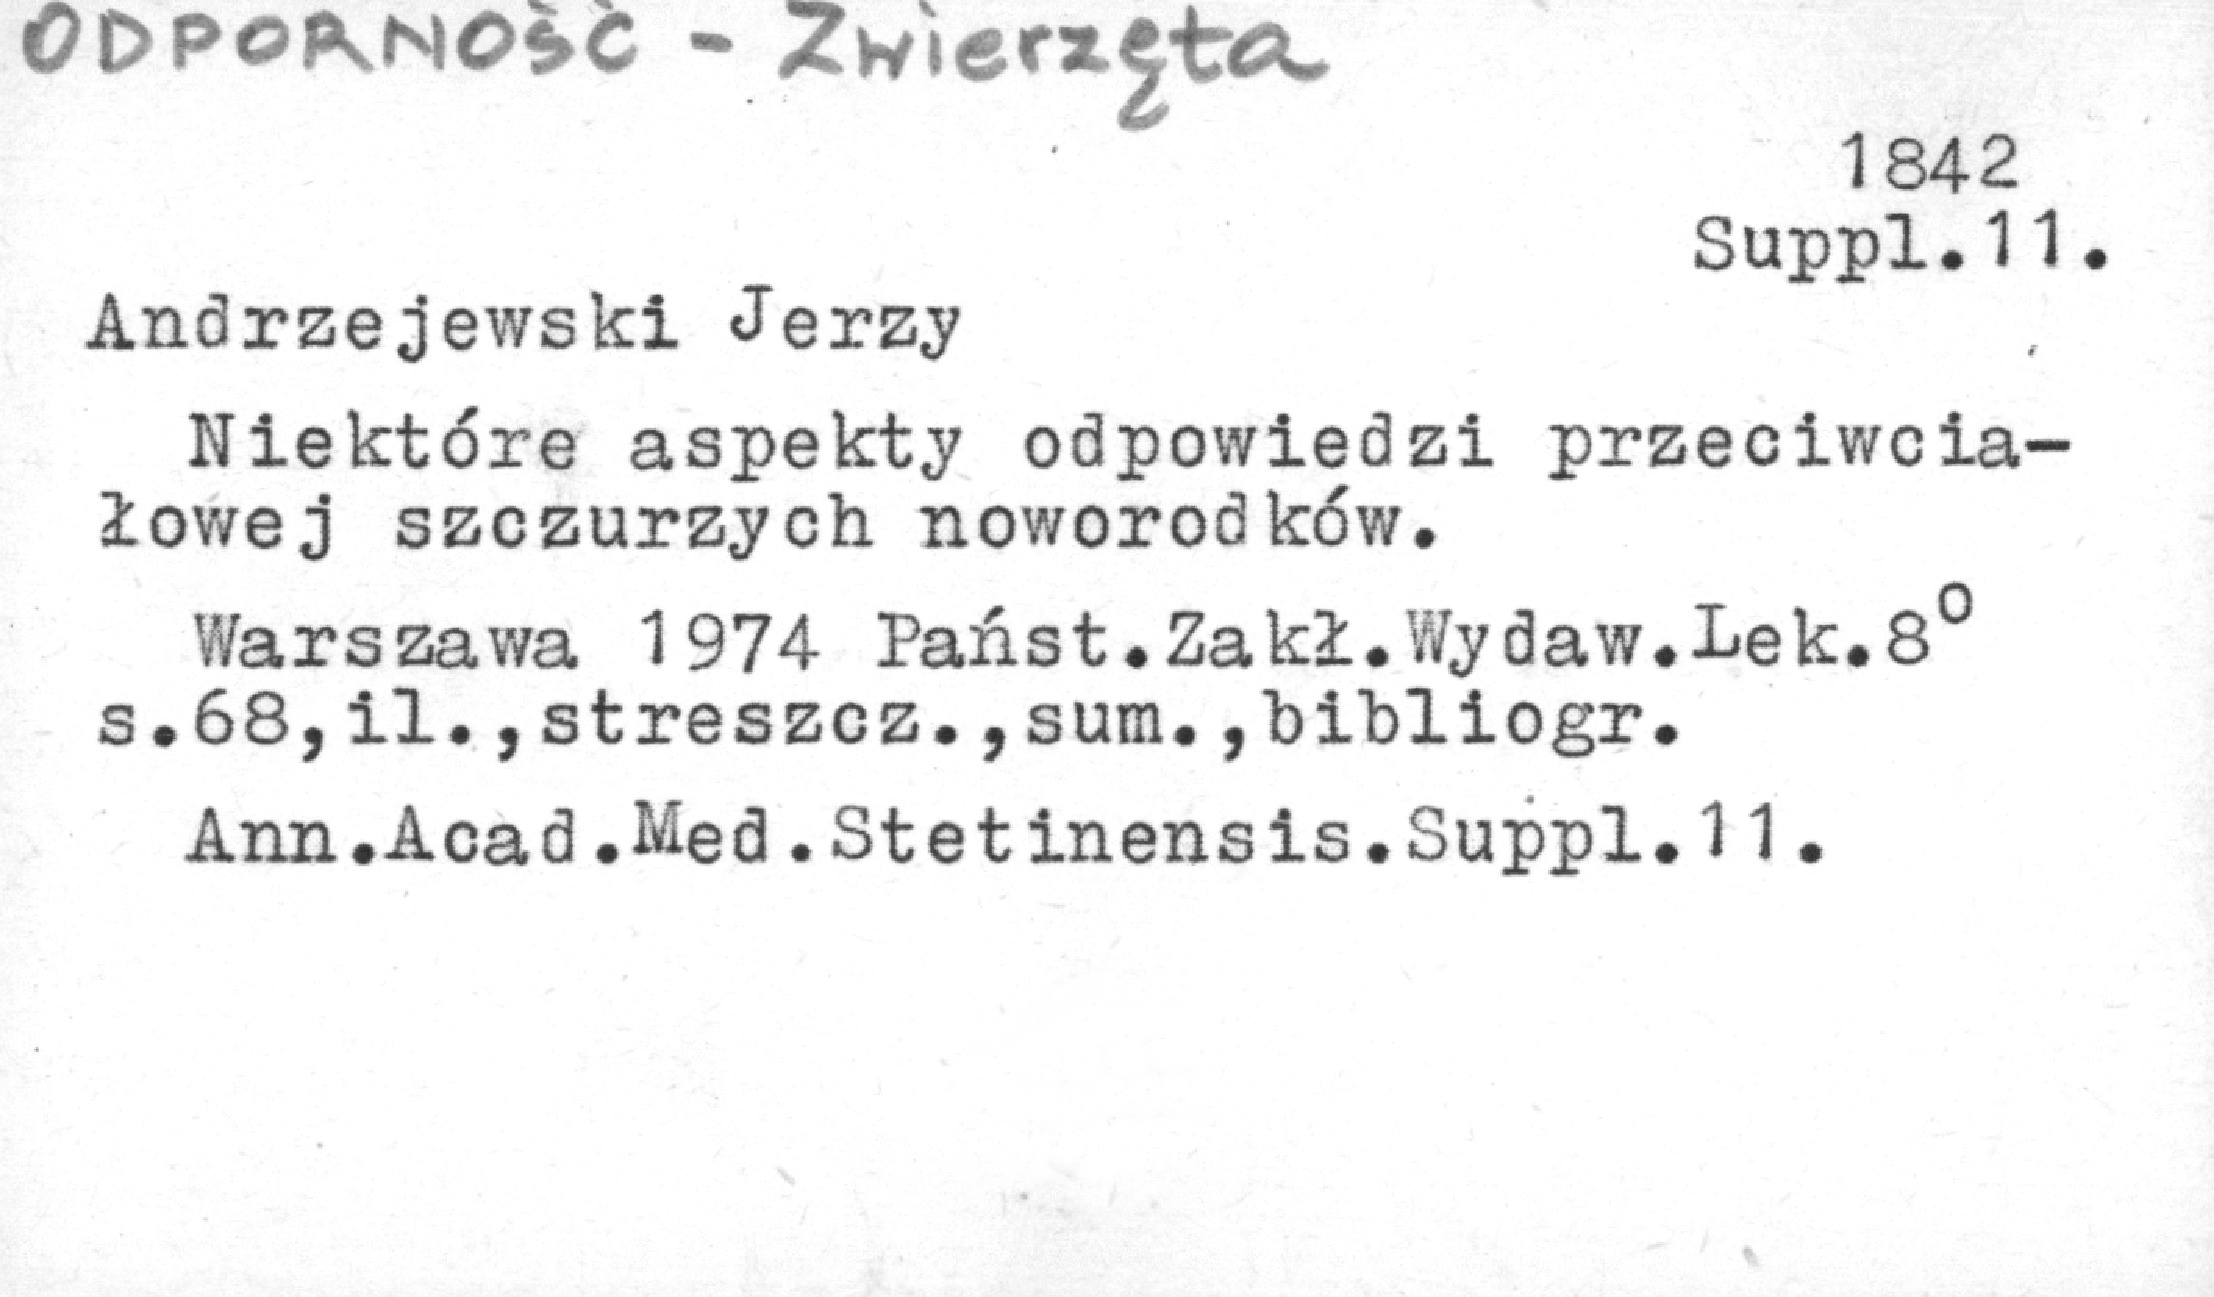 ODPORNOŚĆ - Zwierzęta
1842
Suppl.11.
Andrzejewski Jerzy
Niektóre aspekty odpowiedzi przeciwcia-
łowej szczurzych noworodków.
Warszawa 1974 Państ.Zakł.Wydaw.Lek.8°
s.68,il.,streszcz.,sum.,bibliogr.
Ann.Acad.Med.Stetinensis.Suppl.11.